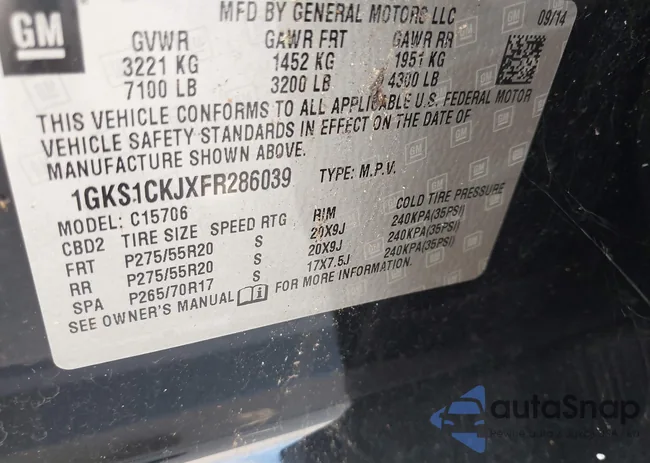 GM
MFD BY GENERAL MOTORS LLC 09/14
GVWR GAWR FRT GAWR RR
3221 KG 1452 KG 1951 KG
7100 LB 3200 LB 4300 LB
THIS VEHICLE CONFORMS TO ALL APPLICABLE U.S. FEDERAL MOTOR
VEHICLE SAFETY STANDARDS IN EFFECT ON THE DATE OF
MANUFACTURE SHOWN ABOVE.
1GKS1CKJXFR286039 TYPE: M.P.V.
MODEL: C15706
CBD2 TIRE SIZE SPEED RTG RIM COLD TIRE PRESSURE
FRT P275/55R20 S 20X9J 240KPA(35PSI)
RR P275/55R20 S 20X9J 240KPA(35PSI)
SPA P265/70R17 S 17X7.5J 240KPA(35PSI)
SEE OWNER'S MANUAL i FOR MORE INFORMATION.
autoSnap